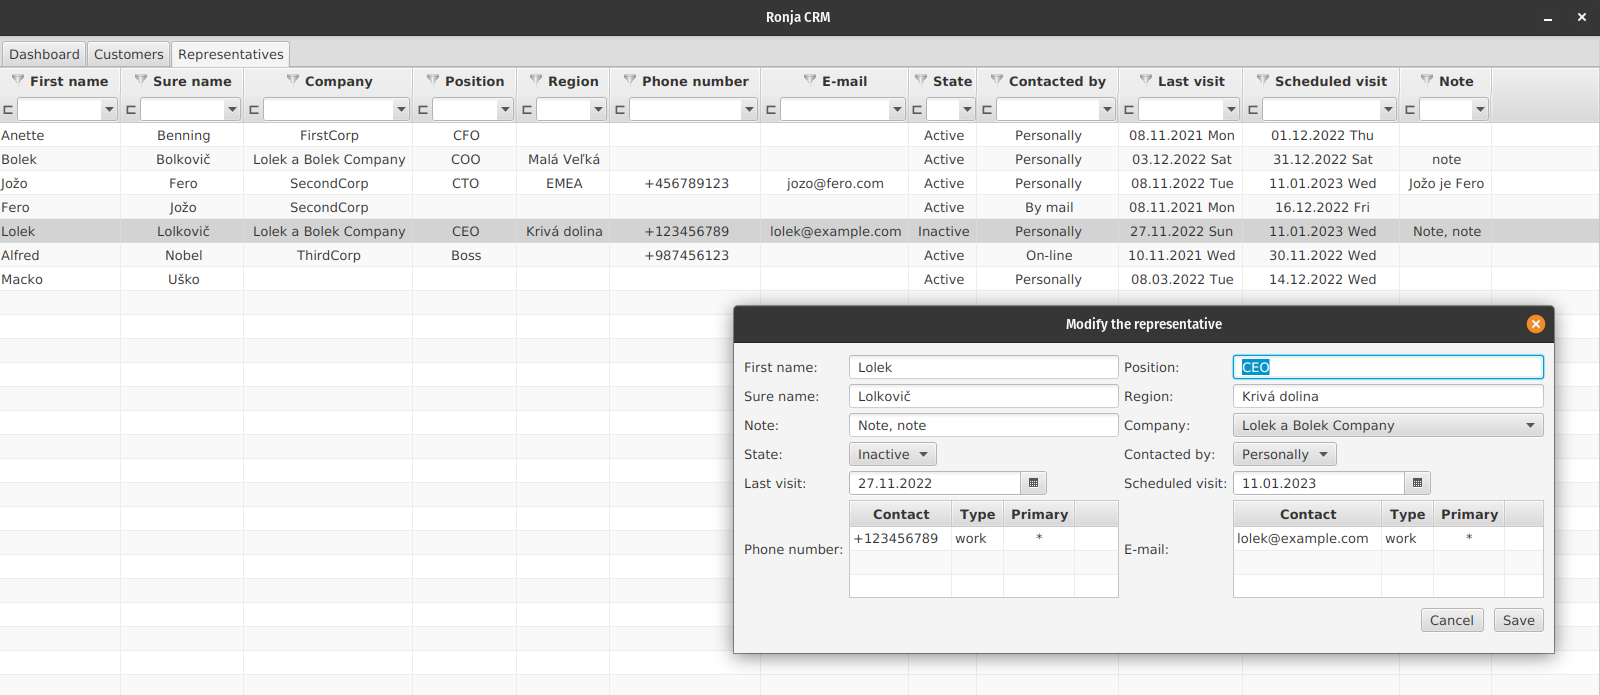 Ronja CRM
Dashboard Customers Representatives
First name Sure name Company Position Region Phone number E-mail State Contacted by Last visit Scheduled visit Note
Anette Benning FirstCorp CFO Active Personally 08.11.2021 Mon 01.12.2022 Thu
Bolek Bolkovič Lolek a Bolek Company COO Malá Veľká Active Personally 03.12.2022 Sat 31.12.2022 Sat note
Jožo Fero SecondCorp CTO EMEA +456789123 jozo@fero.com Active Personally 08.11.2022 Tue 11.01.2023 Wed Jožo je Fero
Fero Jožo SecondCorp Active By mail 08.11.2021 Mon 16.12.2022 Fri
Lolek Lolkovič Lolek a Bolek Company CEO Krivá dolina +123456789 lolek@example.com Inactive Personally 27.11.2022 Sun 11.01.2023 Wed Note, note
Alfred Nobel ThirdCorp Boss +987456123 Active On-line 10.11.2021 Wed 30.11.2022 Wed
Macko Uško Active Personally 08.03.2022 Tue 14.12.2022 Wed
Modify the representative
First name: Lolek Position: CEO
Sure name: Lolkovič Region: Krivá dolina
Note: Note, note Company: Lolek a Bolek Company
State: Inactive Contacted by: Personally
Last visit: 27.11.2022 Scheduled visit: 11.01.2023
Contact Type Primary Contact Type Primary
+123456789 work * lolek@example.com work *
Phone number: E-mail:
Cancel Save